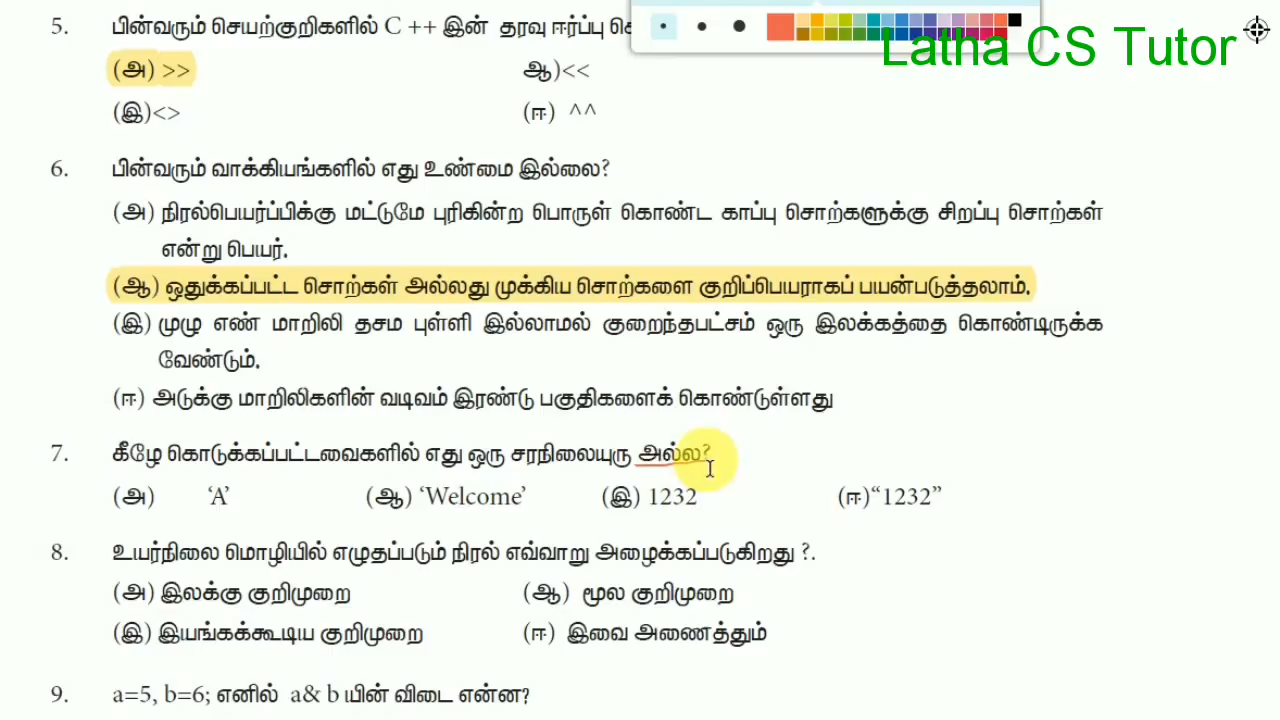 5. பின்வரும் செயற்குறிகளில் C ++ இன் தரவு ஈர்ப்பு
Latha CS Tutor
(அ) >> ஆ)<<
(இ)<> (ஈ) ^^
6. பின்வரும் வாக்கியங்களில் எது உண்மை இல்லை?
(அ) நிரல்பெயர்ப்பிக்கு மட்டுமே புரிகின்ற பொருள் கொண்ட காப்பு சொற்களுக்கு சிறப்பு சொற்கள்
என்று பெயர்.
(ஆ) ஒதுக்கப்பட்ட சொற்கள் அல்லது முக்கிய சொற்களை குறிப்பெயராகப் பயன்படுத்தலாம்.
(இ) முழு எண் மாறிலி தசம புள்ளி இல்லாமல் குறைந்தபட்சம் ஒரு இலக்கத்தை கொண்டிருக்க
வேண்டும்.
(ஈ) அடுக்கு மாறிலிகளின் வடிவம் இரண்டு பகுதிகளைக் கொண்டுள்ளது
7. கீழே கொடுக்கப்பட்டவைகளில் எது ஒரு சரநிலையுரு அல்ல?
(அ) ‘A’ (ஆ) ‘Welcome’ (இ) 1232 (ஈ)“1232”
8. உயர்நிலை மொழியில் எழுதப்படும் நிரல் எவ்வாறு அழைக்கப்படுகிறது ?.
(அ) இலக்கு குறிமுறை (ஆ) மூல குறிமுறை
(இ) இயங்கக்கூடிய குறிமுறை (ஈ) இவை அணைத்தும்
9. a=5, b=6; எனில் a& b யின் விடை என்ன?